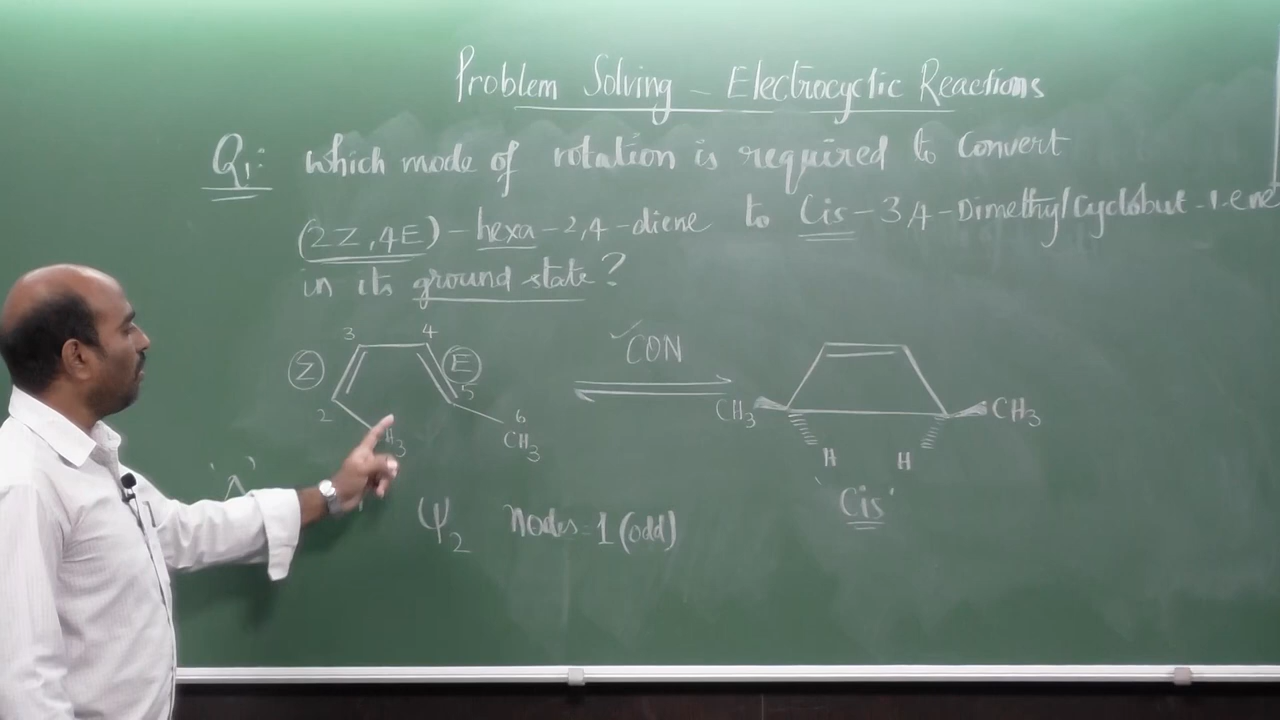 Problem Solving - Electrocyclic Reactions
Q1: which mode of rotation is required to convert
(2Z,4E) - hexa - 2,4 - diene to Cis - 3,4 - Dimethylcyclobut - 1-ene
in its ground state?
3 4
Z E
2 5
H3 6
CH3
CON
CH3 CH3
H H
'Cis'
Ψ2 Nodes = 1 (odd)